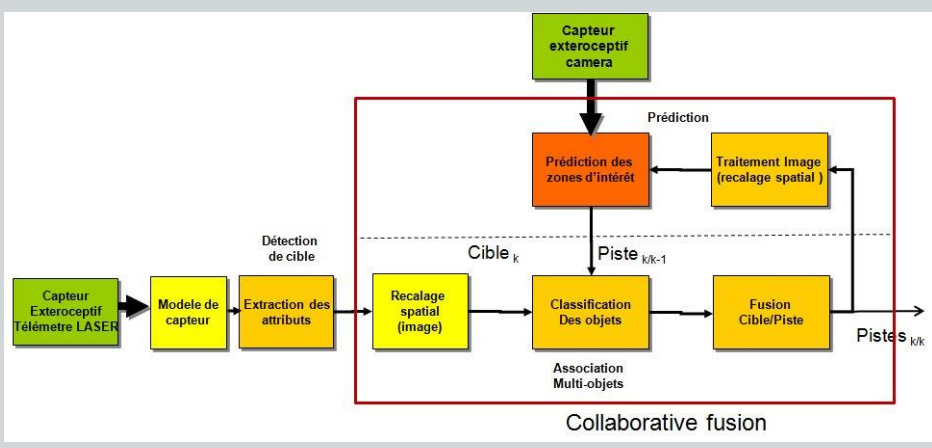 Capteur
exteroceptif
camera
Prédiction
Prédiction des
zones d'intérêt
Traitement Image
(recalage spatial )
Détection
de cible
Cible k
Piste k/k-1
Capteur
Exteroceptif
Télémetre LASER
Modele de
capteur
Extraction des
attributs
Recalage
spatial
(image)
Classification
Des objets
Fusion
Cible/Piste
Pistes k/k
Association
Multi-objets
Collaborative fusion